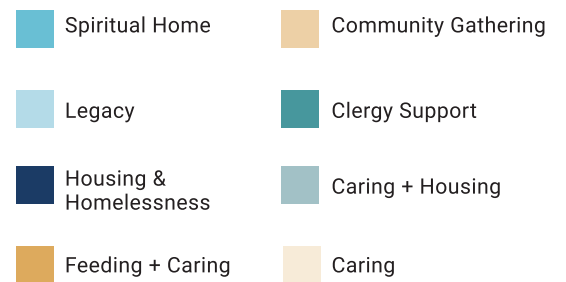 Spiritual Home
Community Gathering
Legacy
Clergy Support
Housing &
Homelessness
Caring + Housing
Feeding + Caring
Caring